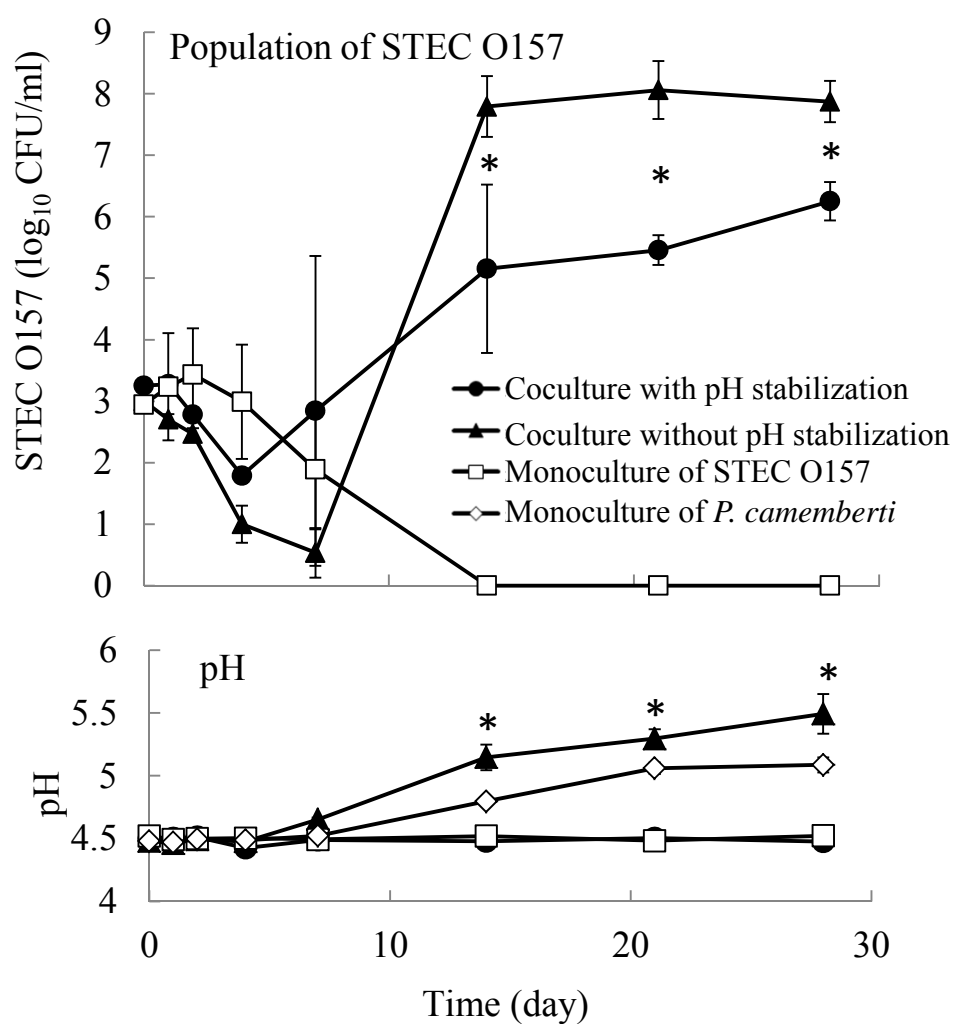 Population of STEC O157
STEC O157 (log10 CFU/ml)
9
8
7
6
5
4
3
2
1
0
*
*
*
Coculture with pH stabilization
Coculture without pH stabilization
Monoculture of STEC O157
Monoculture of P. camemberti
pH
pH
6
5.5
5
4.5
4
*
*
*
0
10
20
30
Time (day)